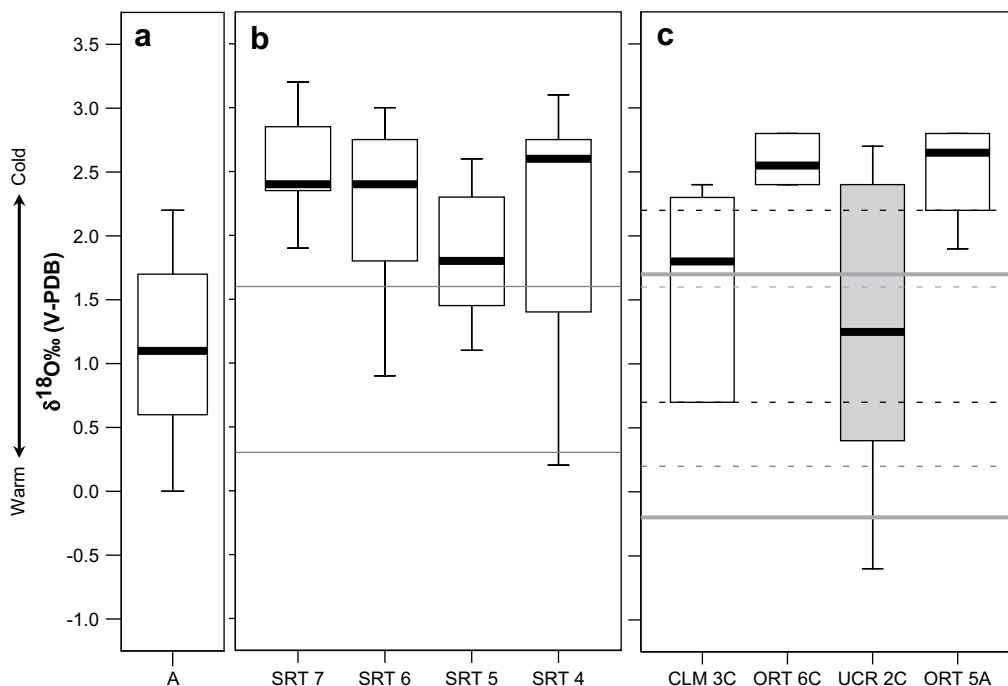 a
b
c
3.5
3.0
2.5
2.0
1.5
1.0
0.5
0.0
-0.5
-1.0
Cold
Warm
δ¹⁸O‰ (V-PDB)
A
SRT 7 SRT 6 SRT 5 SRT 4
CLM 3C ORT 6C UCR 2C ORT 5A